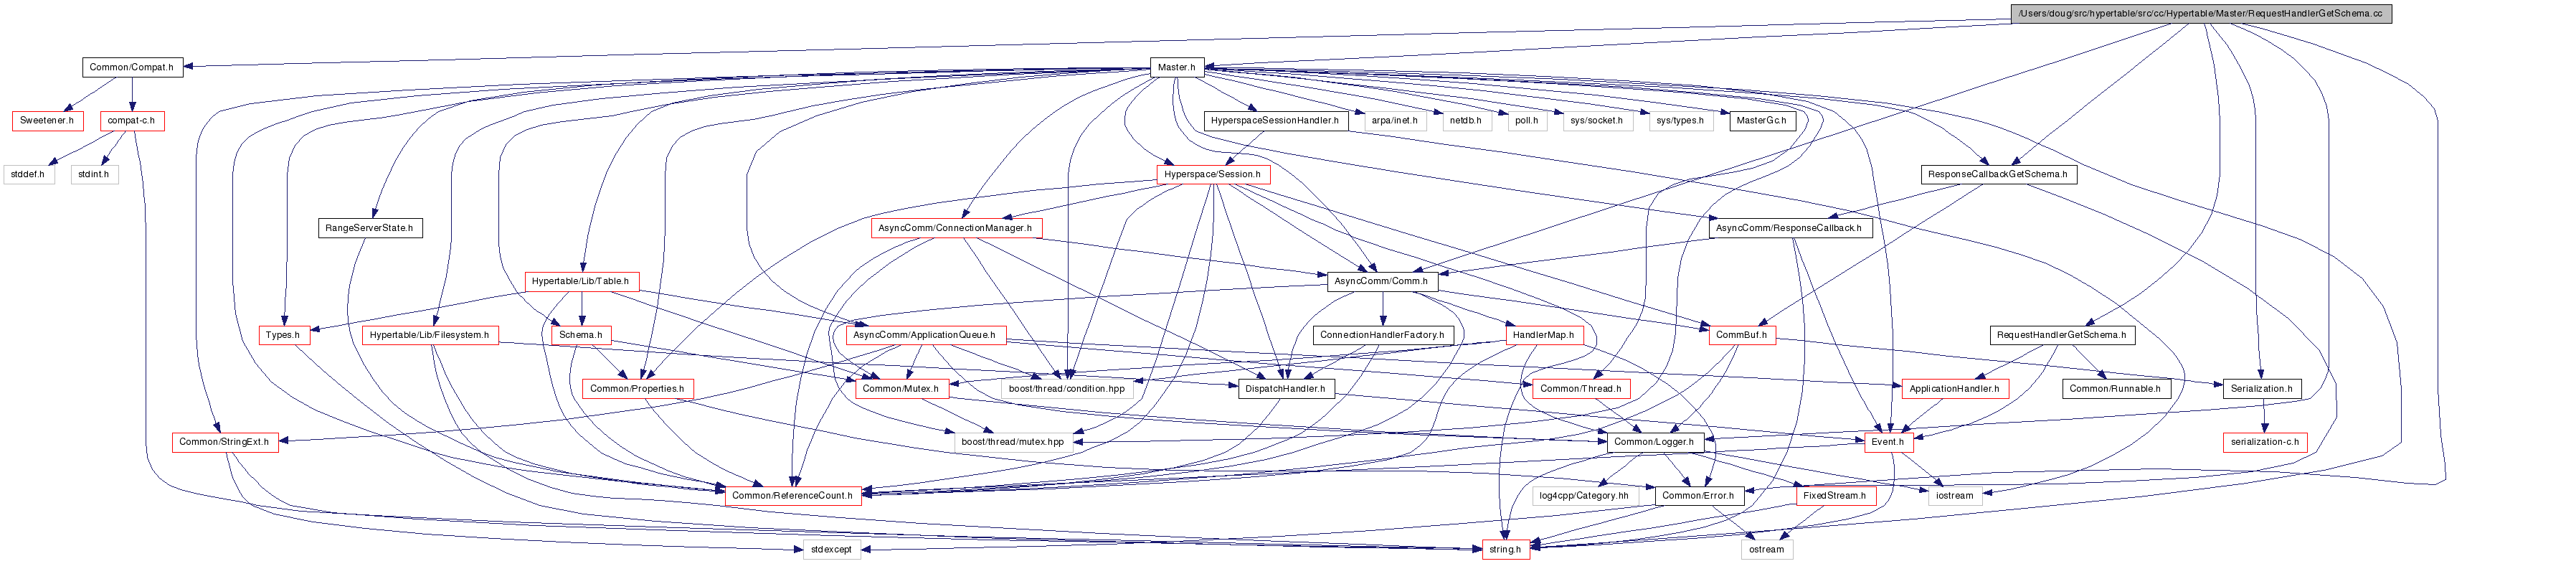 /Users/doug/src/hypertable/src/cc/Hypertable/Master/RequestHandlerGetSchema.cc
Common/Compat.h
Master.h
Sweetener.h
compat-c.h
HyperspaceSessionHandler.h
arpa/inet.h
netdb.h
poll.h
sys/socket.h
sys/types.h
MasterGc.h
stddef.h
stdint.h
Hyperspace/Session.h
ResponseCallbackGetSchema.h
RangeServerState.h
AsyncComm/ConnectionManager.h
AsyncComm/ResponseCallback.h
Hypertable/Lib/Table.h
AsyncComm/Comm.h
Types.h
Hypertable/Lib/Filesystem.h
Schema.h
AsyncComm/ApplicationQueue.h
ConnectionHandlerFactory.h
HandlerMap.h
CommBuf.h
RequestHandlerGetSchema.h
Common/Properties.h
Common/Mutex.h
boost/thread/condition.hpp
DispatchHandler.h
Common/Thread.h
ApplicationHandler.h
Common/Runnable.h
Serialization.h
Common/StringExt.h
boost/thread/mutex.hpp
Common/Logger.h
Event.h
serialization-c.h
Common/ReferenceCount.h
log4cpp/Category.hh
Common/Error.h
FixedStream.h
iostream
stdexcept
string.h
ostream